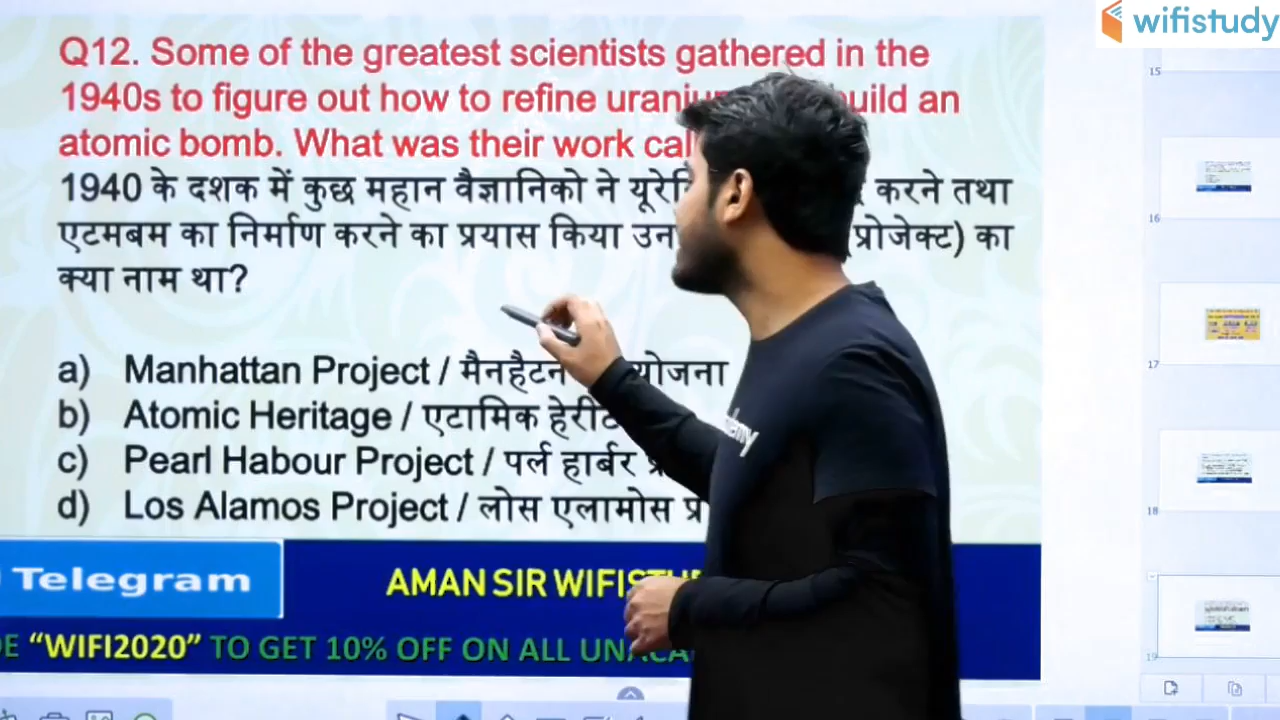 wifistudy
Q12. Some of the greatest scientists gathered in the
1940s to figure out how to refine build an
atomic bomb. What was their work
1940 के दशक में कुछ महान वैज्ञानिको ने करने तथा
एटमबम का निर्माण करने का प्रयास किया प्रोजेक्ट) का
क्या नाम था?
a) Manhattan Project / मैनहैटन
b) Atomic Heritage / एटामिक
c) Pearl Habour Project / पर्ल हार्बर
d) Los Alamos Project / लोस एलामोस
Telegram
AMAN SIR
“WIFI2020” TO GET 10% OFF ON ALL
15
16
17
18
19